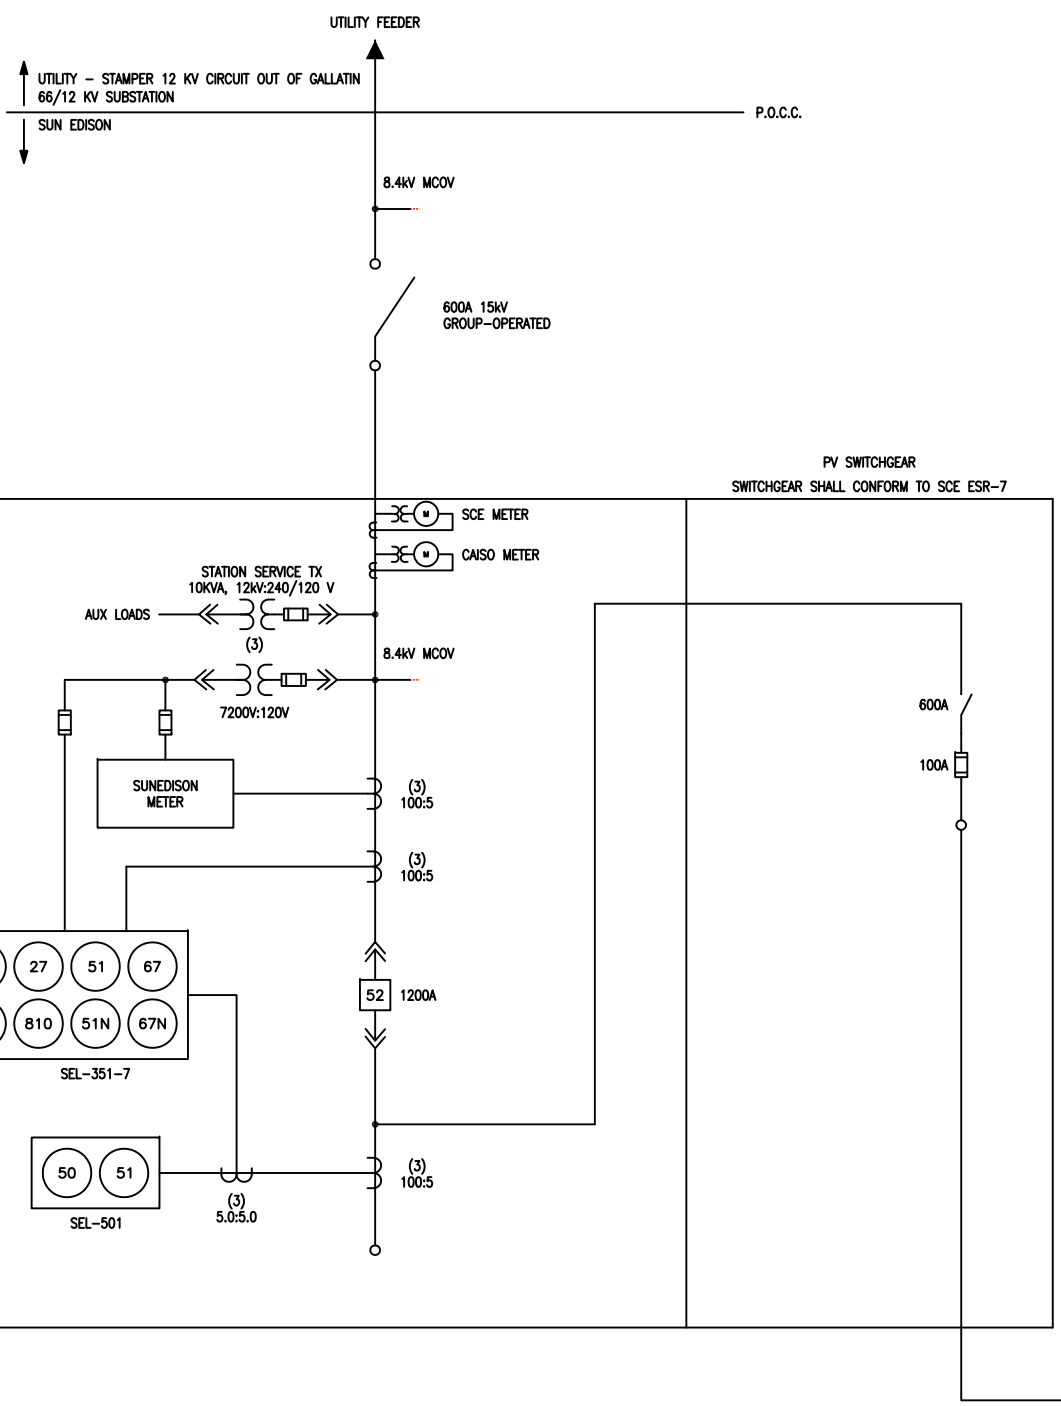 UTILITY FEEDER
UTILITY - STAMPER 12 KV CIRCUIT OUT OF GALLATIN
66/12 KV SUBSTATION
P.O.C.C.
SUN EDISON
8.4kV MCOV
600A 15kV
GROUP-OPERATED
PV SWITCHGEAR
SWITCHGEAR SHALL CONFORM TO SCE ESR-7
M
SCE METER
M
CAISO METER
STATION SERVICE TX
10KVA, 12kV:240/120 V
AUX LOADS
(3)
8.4kV MCOV
7200V:120V
600A
100A
SUNEDISON
METER
(3)
100:5
(3)
100:5
27
51
67
52
1200A
810
51N
67N
SEL-351-7
50
51
(3)
100:5
(3)
5.0:5.0
SEL-501